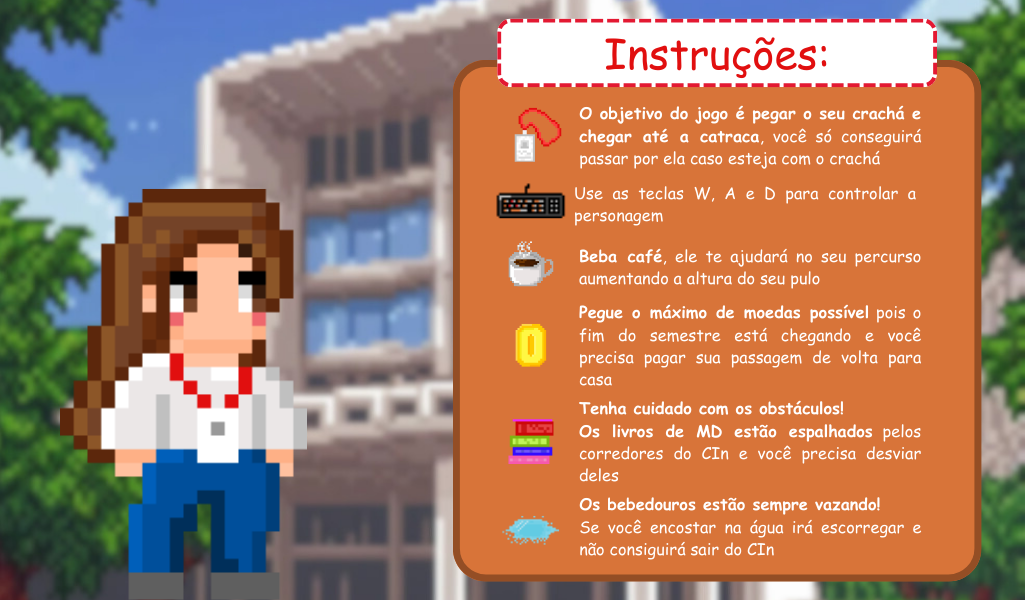 Instruções:
O objetivo do jogo é pegar o seu crachá e
chegar até a catraca, você só conseguirá
passar por ela caso esteja com o crachá
Use as teclas W, A e D para controlar a
personagem
Beba café, ele te ajudará no seu percurso
aumentando a altura do seu pulo
Pegue o máximo de moedas possível pois o
fim do semestre está chegando e você
precisa pagar sua passagem de volta para
casa
Tenha cuidado com os obstáculos!
Os livros de MD estão espalhados pelos
corredores do CIn e você precisa desviar
deles
Os bebedouros estão sempre vazando!
Se você encostar na água irá escorregar e
não consiguirá sair do CIn